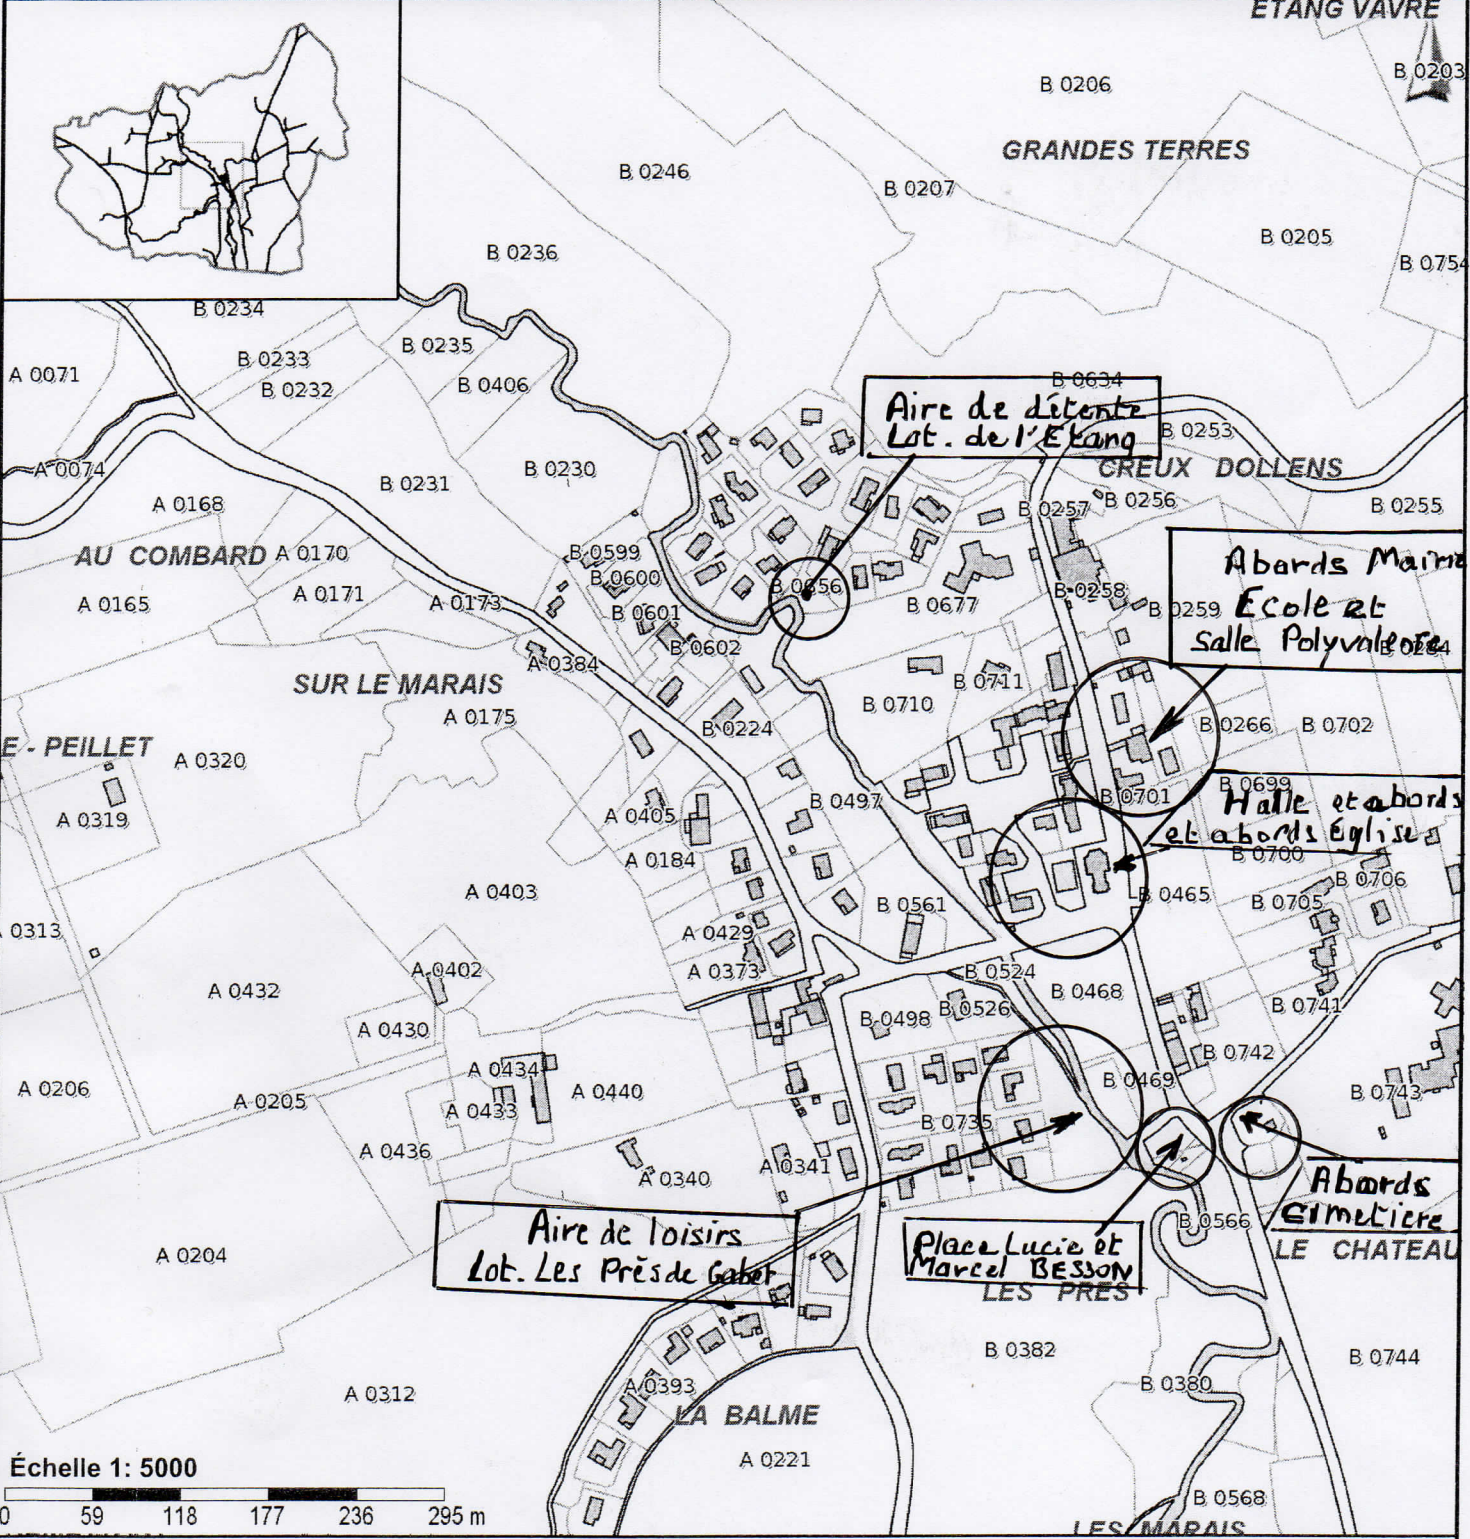 ETANG VAVRE
B 0203
B 0206
GRANDES TERRES
B 0246
B 0207
B 0205
B 0236
B 0754
B 0234
B 0235
B 0233
A 0071
B 0232
B 0406
B 0634
Aire de détente
Lot. de l'Etang
B 0253
A 0074
B 0230
CREUX DOLLENS
B 0231
A 0168
B 0257
B 0256
B 0255
AU COMBARD
A 0170
B 0599
B 0600
B 0656
Abords Mairie
Ecole et
salle Polyvalente
A 0171
A 0165
A 0173
B 0601
B 0677
B 0258
B 0259
B 0602
A 0384
SUR LE MARAIS
B 0711
B 0710
A 0175
B 0224
B 0266
B 0702
E - PEILLET
A 0320
B 0699
B 0701
B 0497
Halle et abords
et abords église
A 0319
A 0405
A 0184
B 0700
B 0706
A 0403
B 0465
B 0705
B 0561
0313
A 0429
A 0402
A 0373
B 0524
A 0432
B 0468
B 0741
A 0430
B 0498
B 0526
B 0742
A 0434
A 0206
A 0205
A 0440
B 0469
B 0743
A 0433
B 0735
A 0436
A 0340
A 0341
Abords
cimetière
Aire de loisirs
Lot. Les Près de Gabet
Place Lucie et
Marcel BESSON
B 0566
LE CHATEAU
A 0204
LES PRES
B 0382
B 0744
A 0312
A 0393
B 0380
LA BALME
A 0221
Échelle 1: 5000
0 59 118 177 236 295 m
B 0568
LES MARAIS